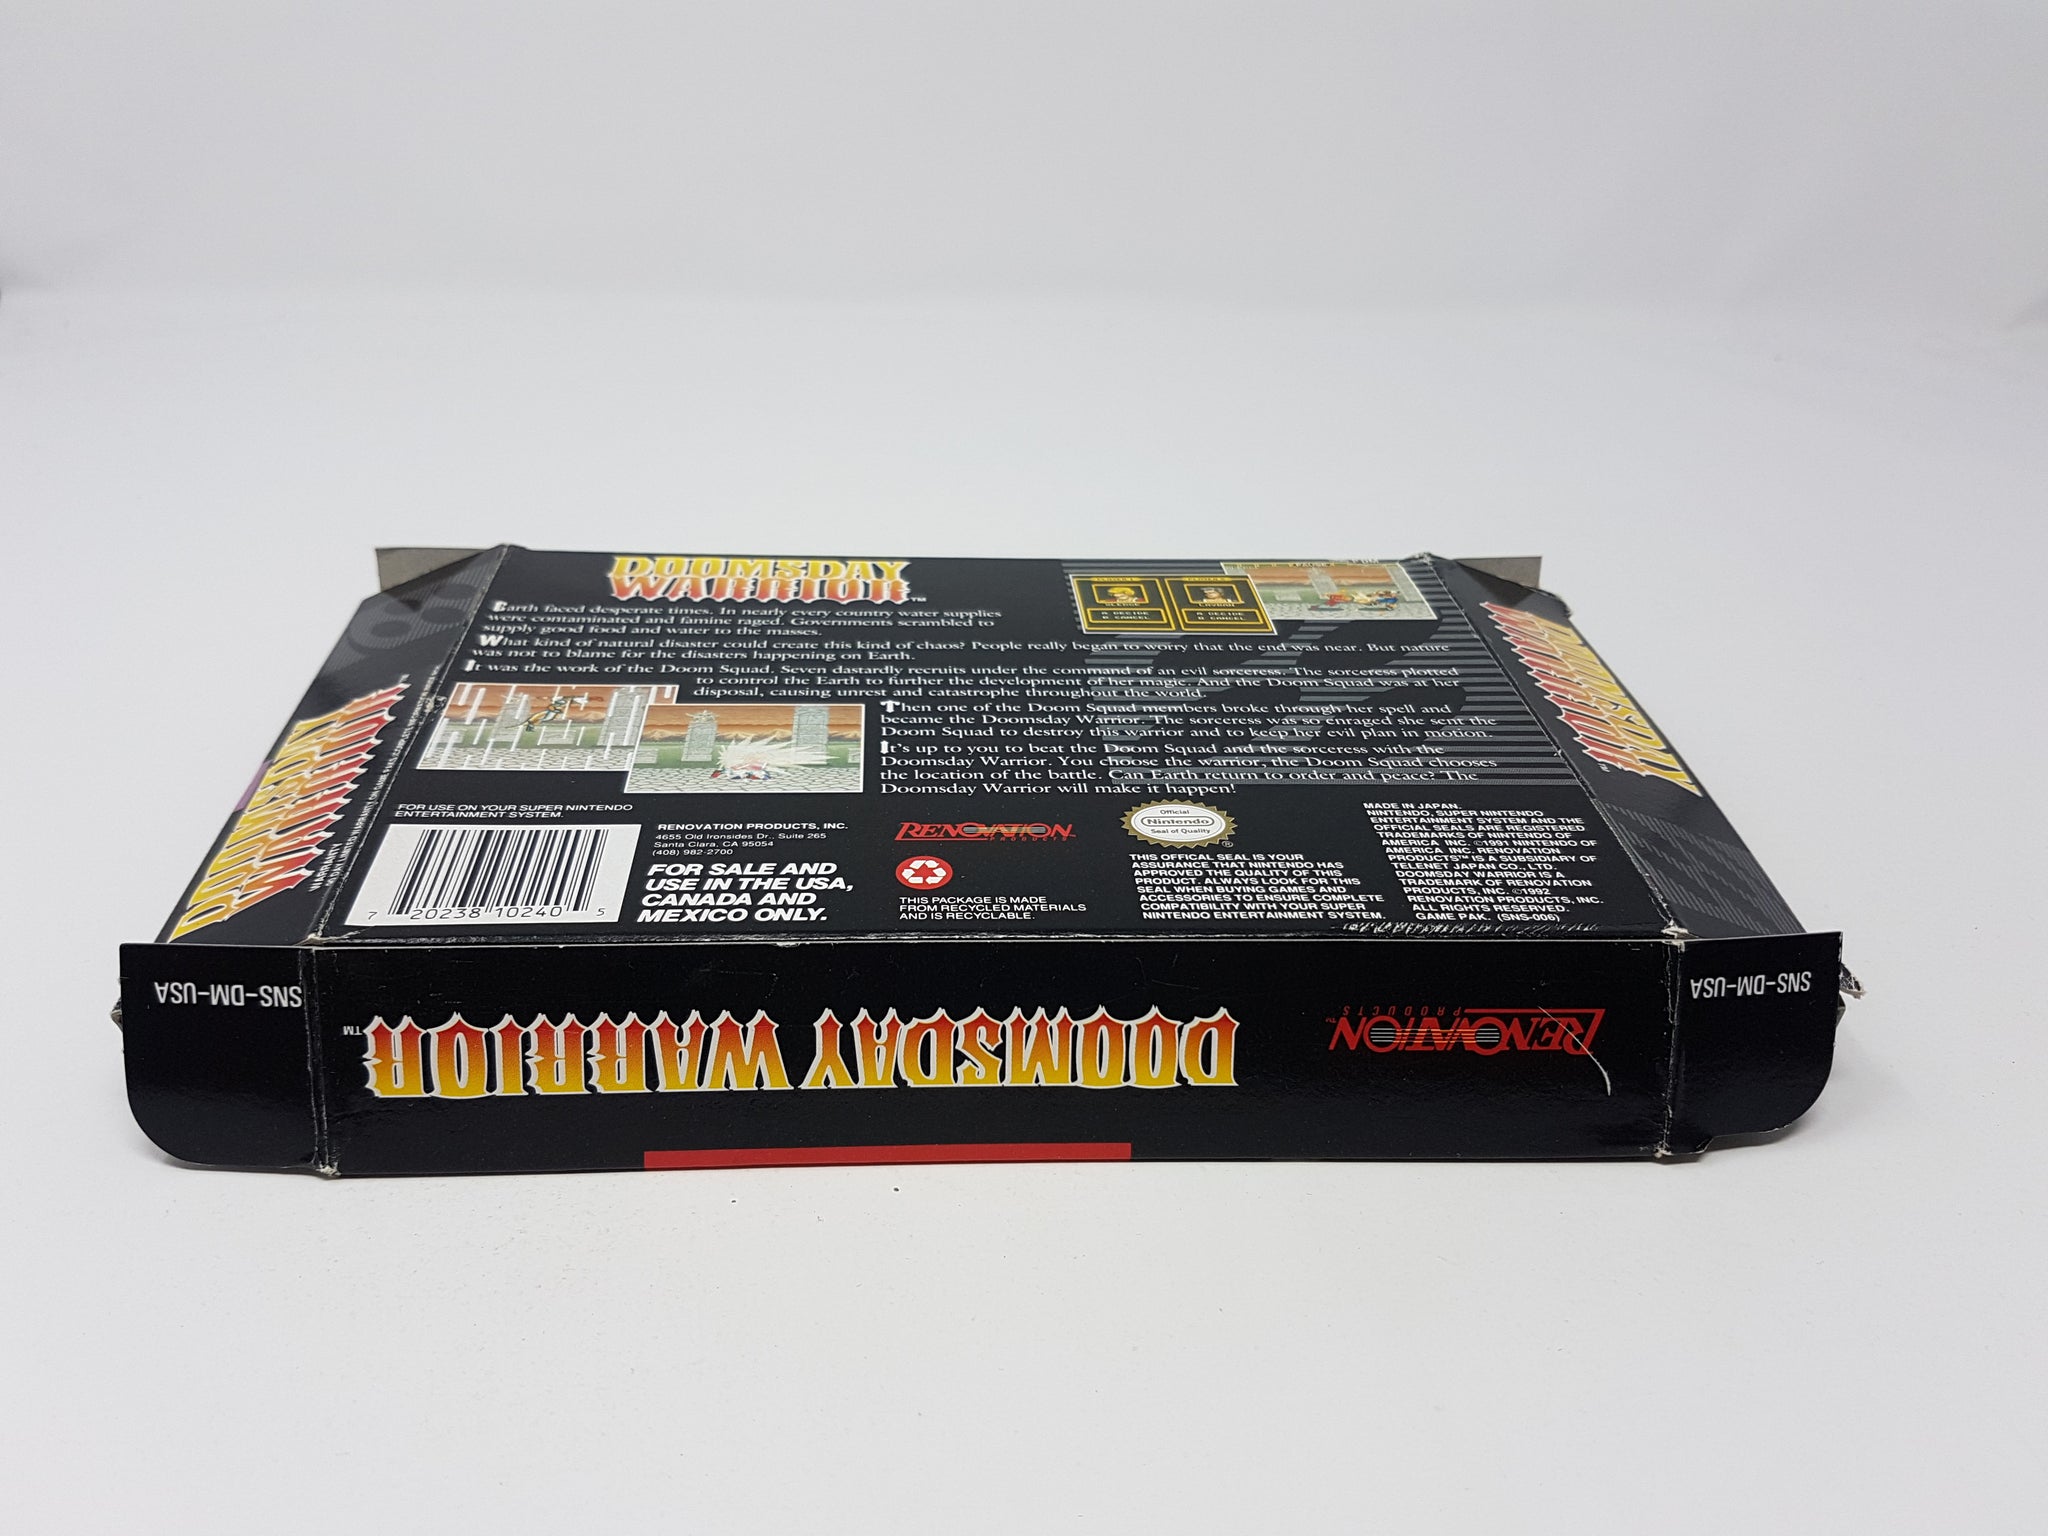 DOOMSDAY
WARRIOR™
Earth faced desperate times. In nearly every country water supplies
were contaminated and famine raged. Governments scrambled to
supply good food and water to the masses.
What kind of natural disaster could create this kind of chaos? People really began to worry that the end was near. But nature
was not to blame for the disasters happening on Earth.
It was the work of the Doom Squad. Seven dastardly recruits under the command of an evil sorceress. The sorceress plotted
to control the Earth to further the development of her magic. And the Doom Squad was at her
disposal, causing unrest and catastrophe throughout the world.
Then one of the Doom Squad members broke through her spell and
became the Doomsday Warrior. The sorceress was so enraged she sent the
Doom Squad to destroy this warrior and to keep her evil plan in motion.
It's up to you to beat the Doom Squad and the sorceress with the
Doomsday Warrior. You choose the warrior, the Doom Squad chooses
the location of the battle. Can Earth return to order and peace? The
Doomsday Warrior will make it happen!
A DECIDE
B CANCEL
A DECIDE
B CANCEL
FOR USE ON YOUR SUPER NINTENDO
ENTERTAINMENT SYSTEM.
7 20238 10240 5
RENOVATION PRODUCTS, INC.
4655 Old Ironsides Dr., Suite 265
Santa Clara, CA 95054
(408) 982-2700
FOR SALE AND
USE IN THE USA,
CANADA AND
MEXICO ONLY.
RENOVATION
PRODUCTS
THIS PACKAGE IS MADE
FROM RECYCLED MATERIALS
AND IS RECYCLABLE.
Official
Nintendo
Seal of Quality
®
THIS OFFICAL SEAL IS YOUR
ASSURANCE THAT NINTENDO HAS
APPROVED THE QUALITY OF THIS
PRODUCT. ALWAYS LOOK FOR THIS
SEAL WHEN BUYING GAMES AND
ACCESSORIES TO ENSURE COMPLETE
COMPATIBILITY WITH YOUR SUPER
NINTENDO ENTERTAINMENT SYSTEM.
MADE IN JAPAN.
NINTENDO, SUPER NINTENDO
ENTERTAINMENT SYSTEM AND THE
OFFICIAL SEALS ARE REGISTERED
TRADEMARKS OF NINTENDO OF
AMERICA INC. ©1991 NINTENDO OF
AMERICA INC. RENOVATION
PRODUCTS™ IS A SUBSIDIARY OF
TELENET JAPAN CO., LTD
DOOMSDAY WARRIOR IS A
TRADEMARK OF RENOVATION
PRODUCTS, INC. ©1992
RENOVATION PRODUCTS, INC.
ALL RIGHTS RESERVED.
GAME PAK. (SNS-006)
DOOMSDAY
WARRIOR™
DOOMSDAY
WARRIOR™
SNS-DM-USA
DOOMSDAY WARRIOR™
RENOVATION™
PRODUCTS
SNS-DM-USA